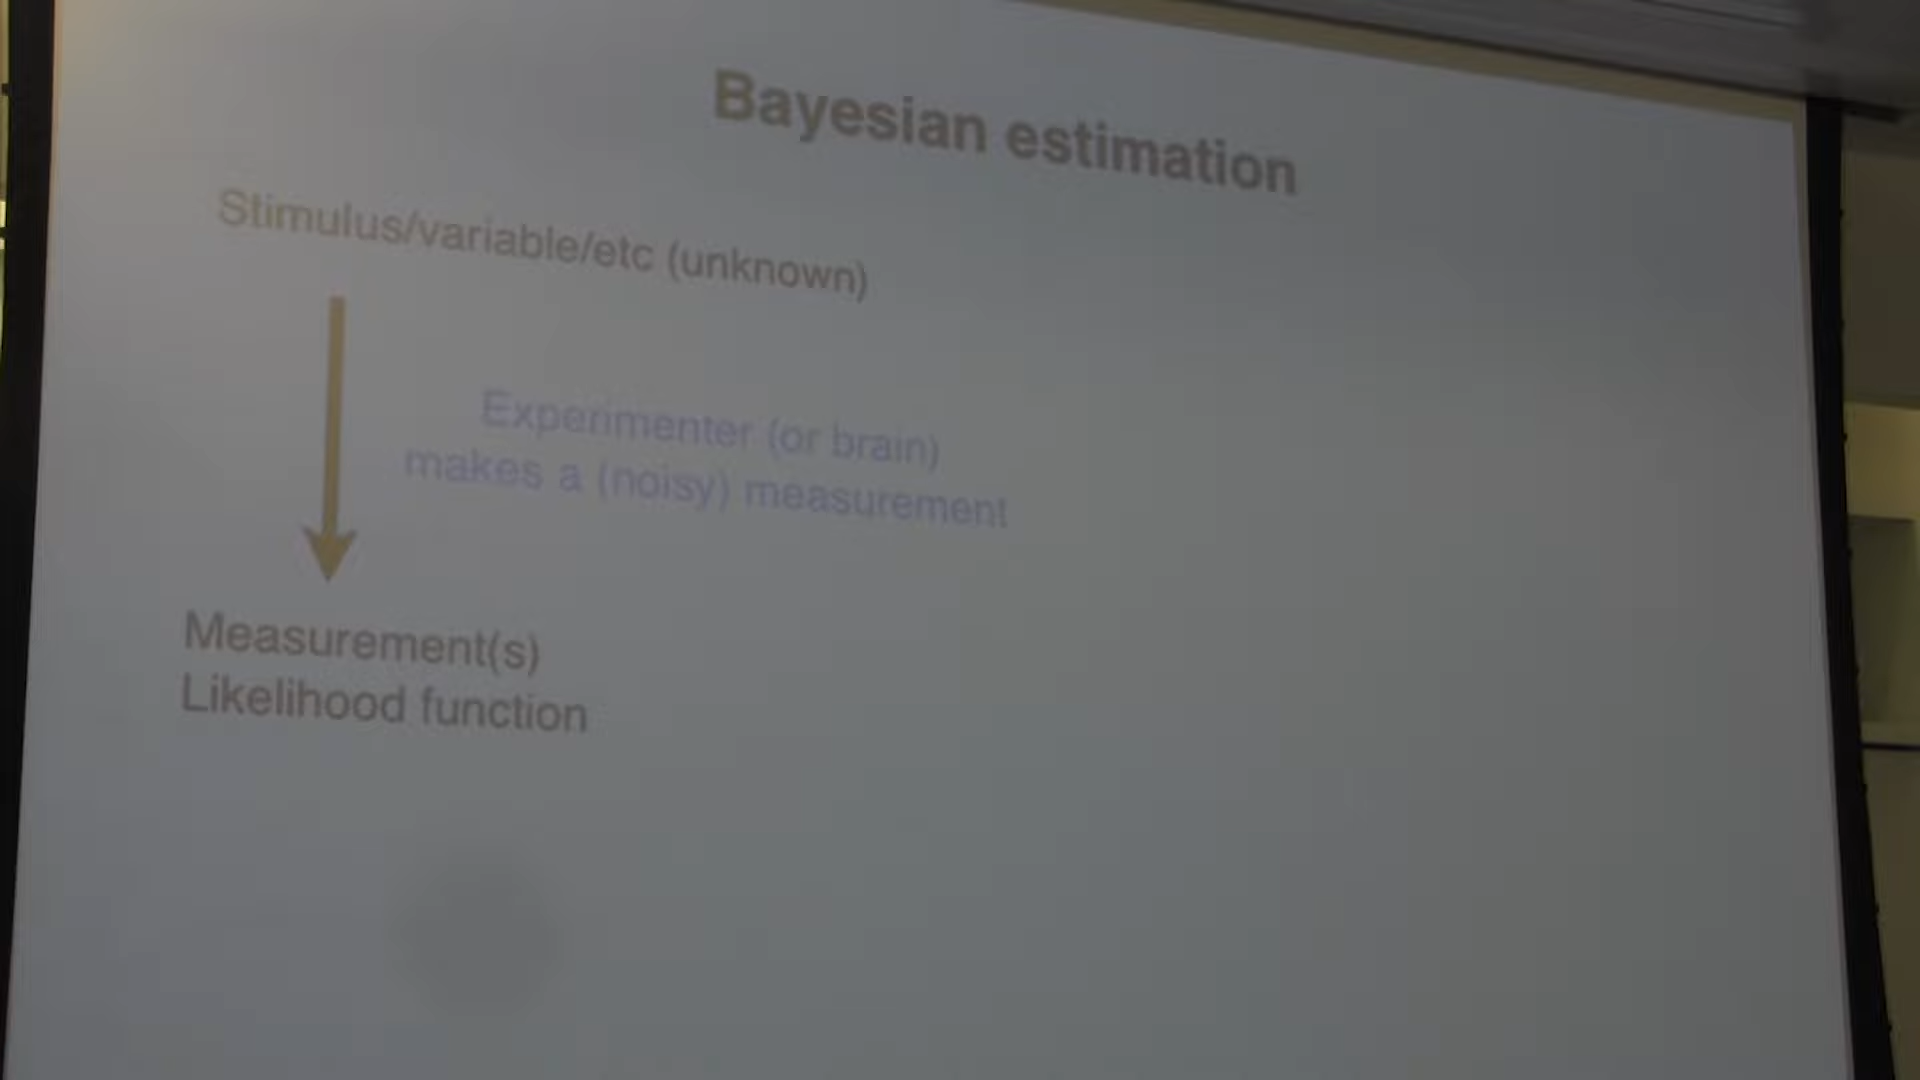 Bayesian estimation
Stimulus/variable/etc (unknown)
Experimenter (or brain)
makes a (noisy) measurement
Measurement(s)
Likelihood function